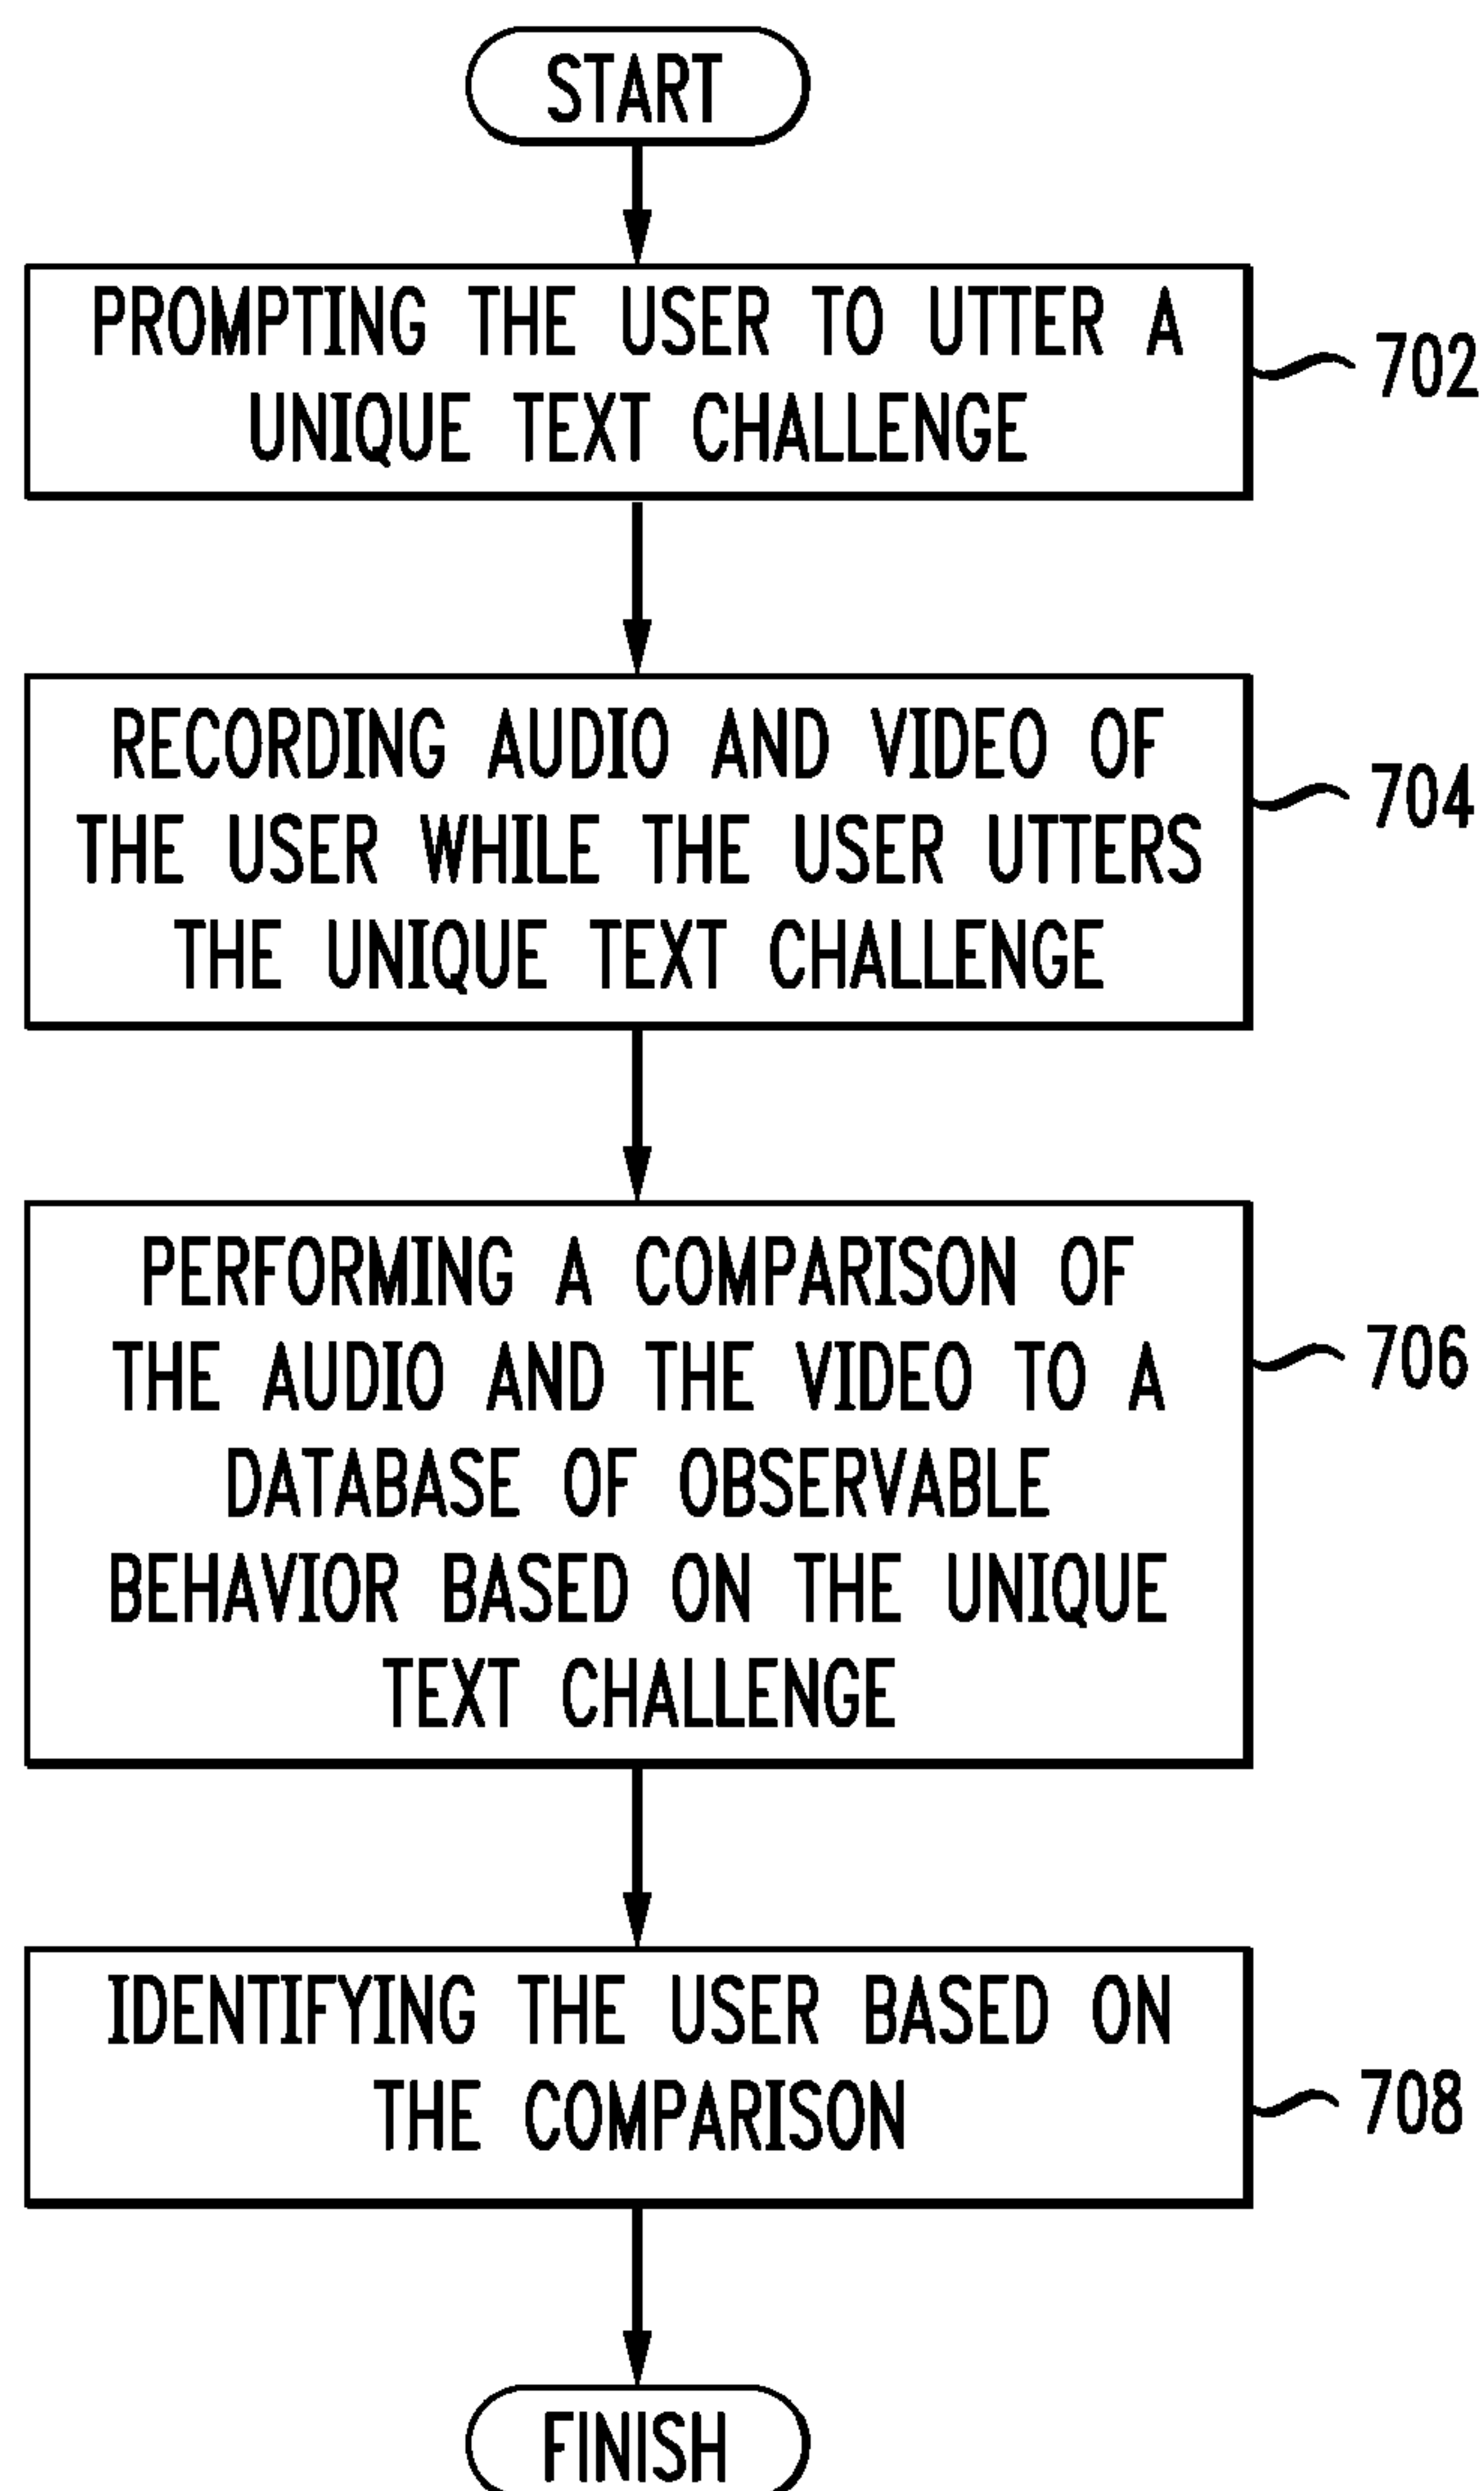 START
PROMPTING THE USER TO UTTER A
UNIQUE TEXT CHALLENGE
702
RECORDING AUDIO AND VIDEO OF
THE USER WHILE THE USER UTTERS
THE UNIQUE TEXT CHALLENGE
704
PERFORMING A COMPARISON OF
THE AUDIO AND THE VIDEO TO A
DATABASE OF OBSERVABLE
BEHAVIOR BASED ON THE UNIQUE
TEXT CHALLENGE
706
IDENTIFYING THE USER BASED ON
THE COMPARISON
708
FINISH